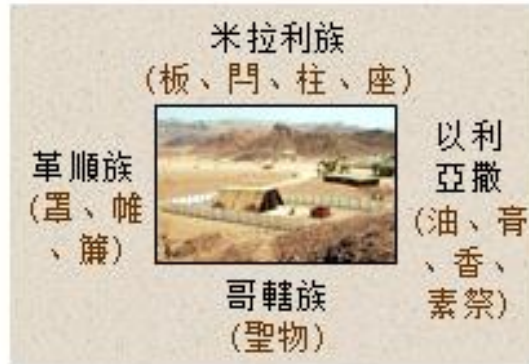 米拉利族
(板、閂、柱、座)
革順族
(罩、帷
、簾)
以利
亞撒
(油、膏
、香、
素祭)
哥轄族
(聖物)